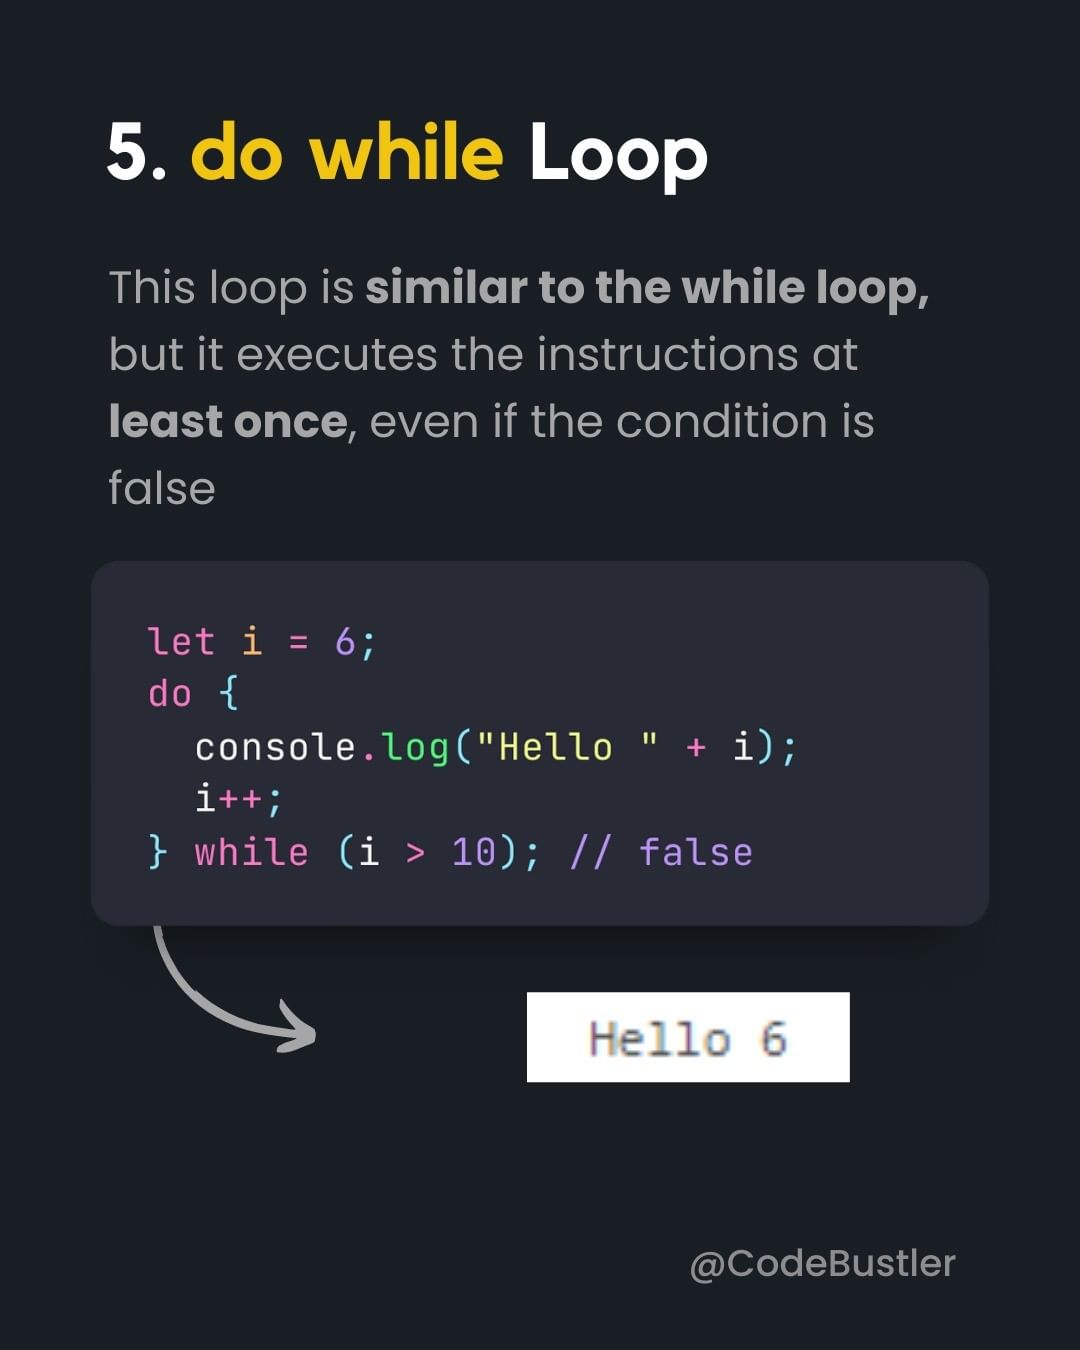 5. do while Loop
This loop is similar to the while loop,
but it executes the instructions at
least once, even if the condition is
false
let i = 6;
do {
  console.log("Hello " + i);
  i++;
} while (i > 10); // false
Hello 6
@CodeBustler